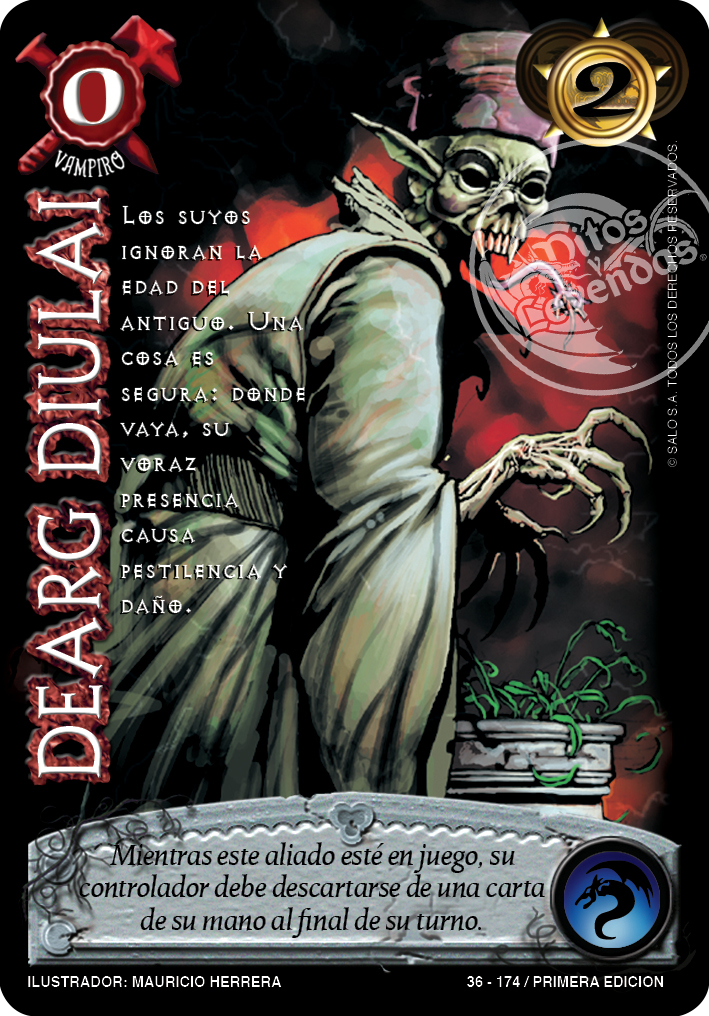 0
VAMPIRO
2
DEARG DIULAI
Los suyos
ignoran la
edad del
antiguo. Una
cosa es
segura: donde
vaya, su
voraz
presencia
causa
pestilencia y
daño.
Mitos
y
Leyendas
®
© SALO S.A. TODOS LOS DERECHOS RESERVADOS.
Mientras este aliado esté en juego, su
controlador debe descartarse de una carta
de su mano al final de su turno.
ILUSTRADOR: MAURICIO HERRERA
36 - 174 / PRIMERA EDICION